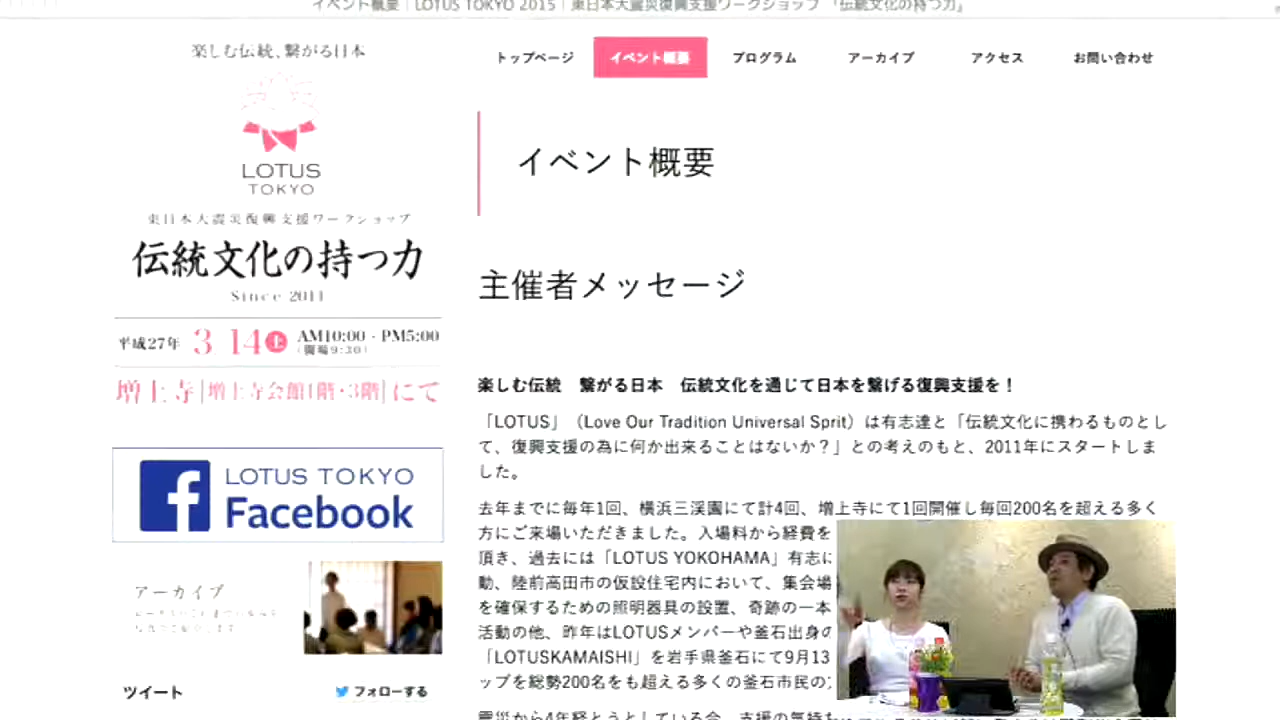 イベント概要｜LOTUS TOKYO 2015｜東日本大震災復興支援ワークショップ 「伝統文化の持つ力」
楽しむ伝統、繋がる日本
LOTUS
TOKYO
東日本大震災復興支援ワークショップ
伝統文化の持つ力
Since 2011
平成27年 3 14 土 AM10:00 - PM5:00
(開場9:30)
増上寺|増上寺会館1階・3階|にて
LOTUS TOKYO
Facebook
アーカイブ
ツイート
フォローする
トップページ
イベント概要
プログラム
アーカイブ
アクセス
お問い合わせ
イベント概要
主催者メッセージ
楽しむ伝統　繋がる日本　伝統文化を通じて日本を繋げる復興支援を！
「LOTUS」（Love Our Tradition Universal Sprit）は有志達と「伝統文化に携わるものとし
て、復興支援の為に何か出来ることはないか？」との考えのもと、2011年にスタートしま
した。
去年までに毎年1回、横浜三渓園にて計4回、増上寺にて1回開催し毎回200名を超える多く
方にご来場いただきました。入場料から経費を
頂き、過去には「LOTUS YOKOHAMA」有志に
動、陸前高田市の仮設住宅内において、集会場
を確保するための照明器具の設置、奇跡の一本
活動の他、昨年はLOTUSメンバーや釜石出身の
「LOTUSKAMAISHI」を岩手県釜石にて9月13
ップを総勢200名をも超える多くの釜石市民の
震災から4年経とうとしている今、支援の気持ち